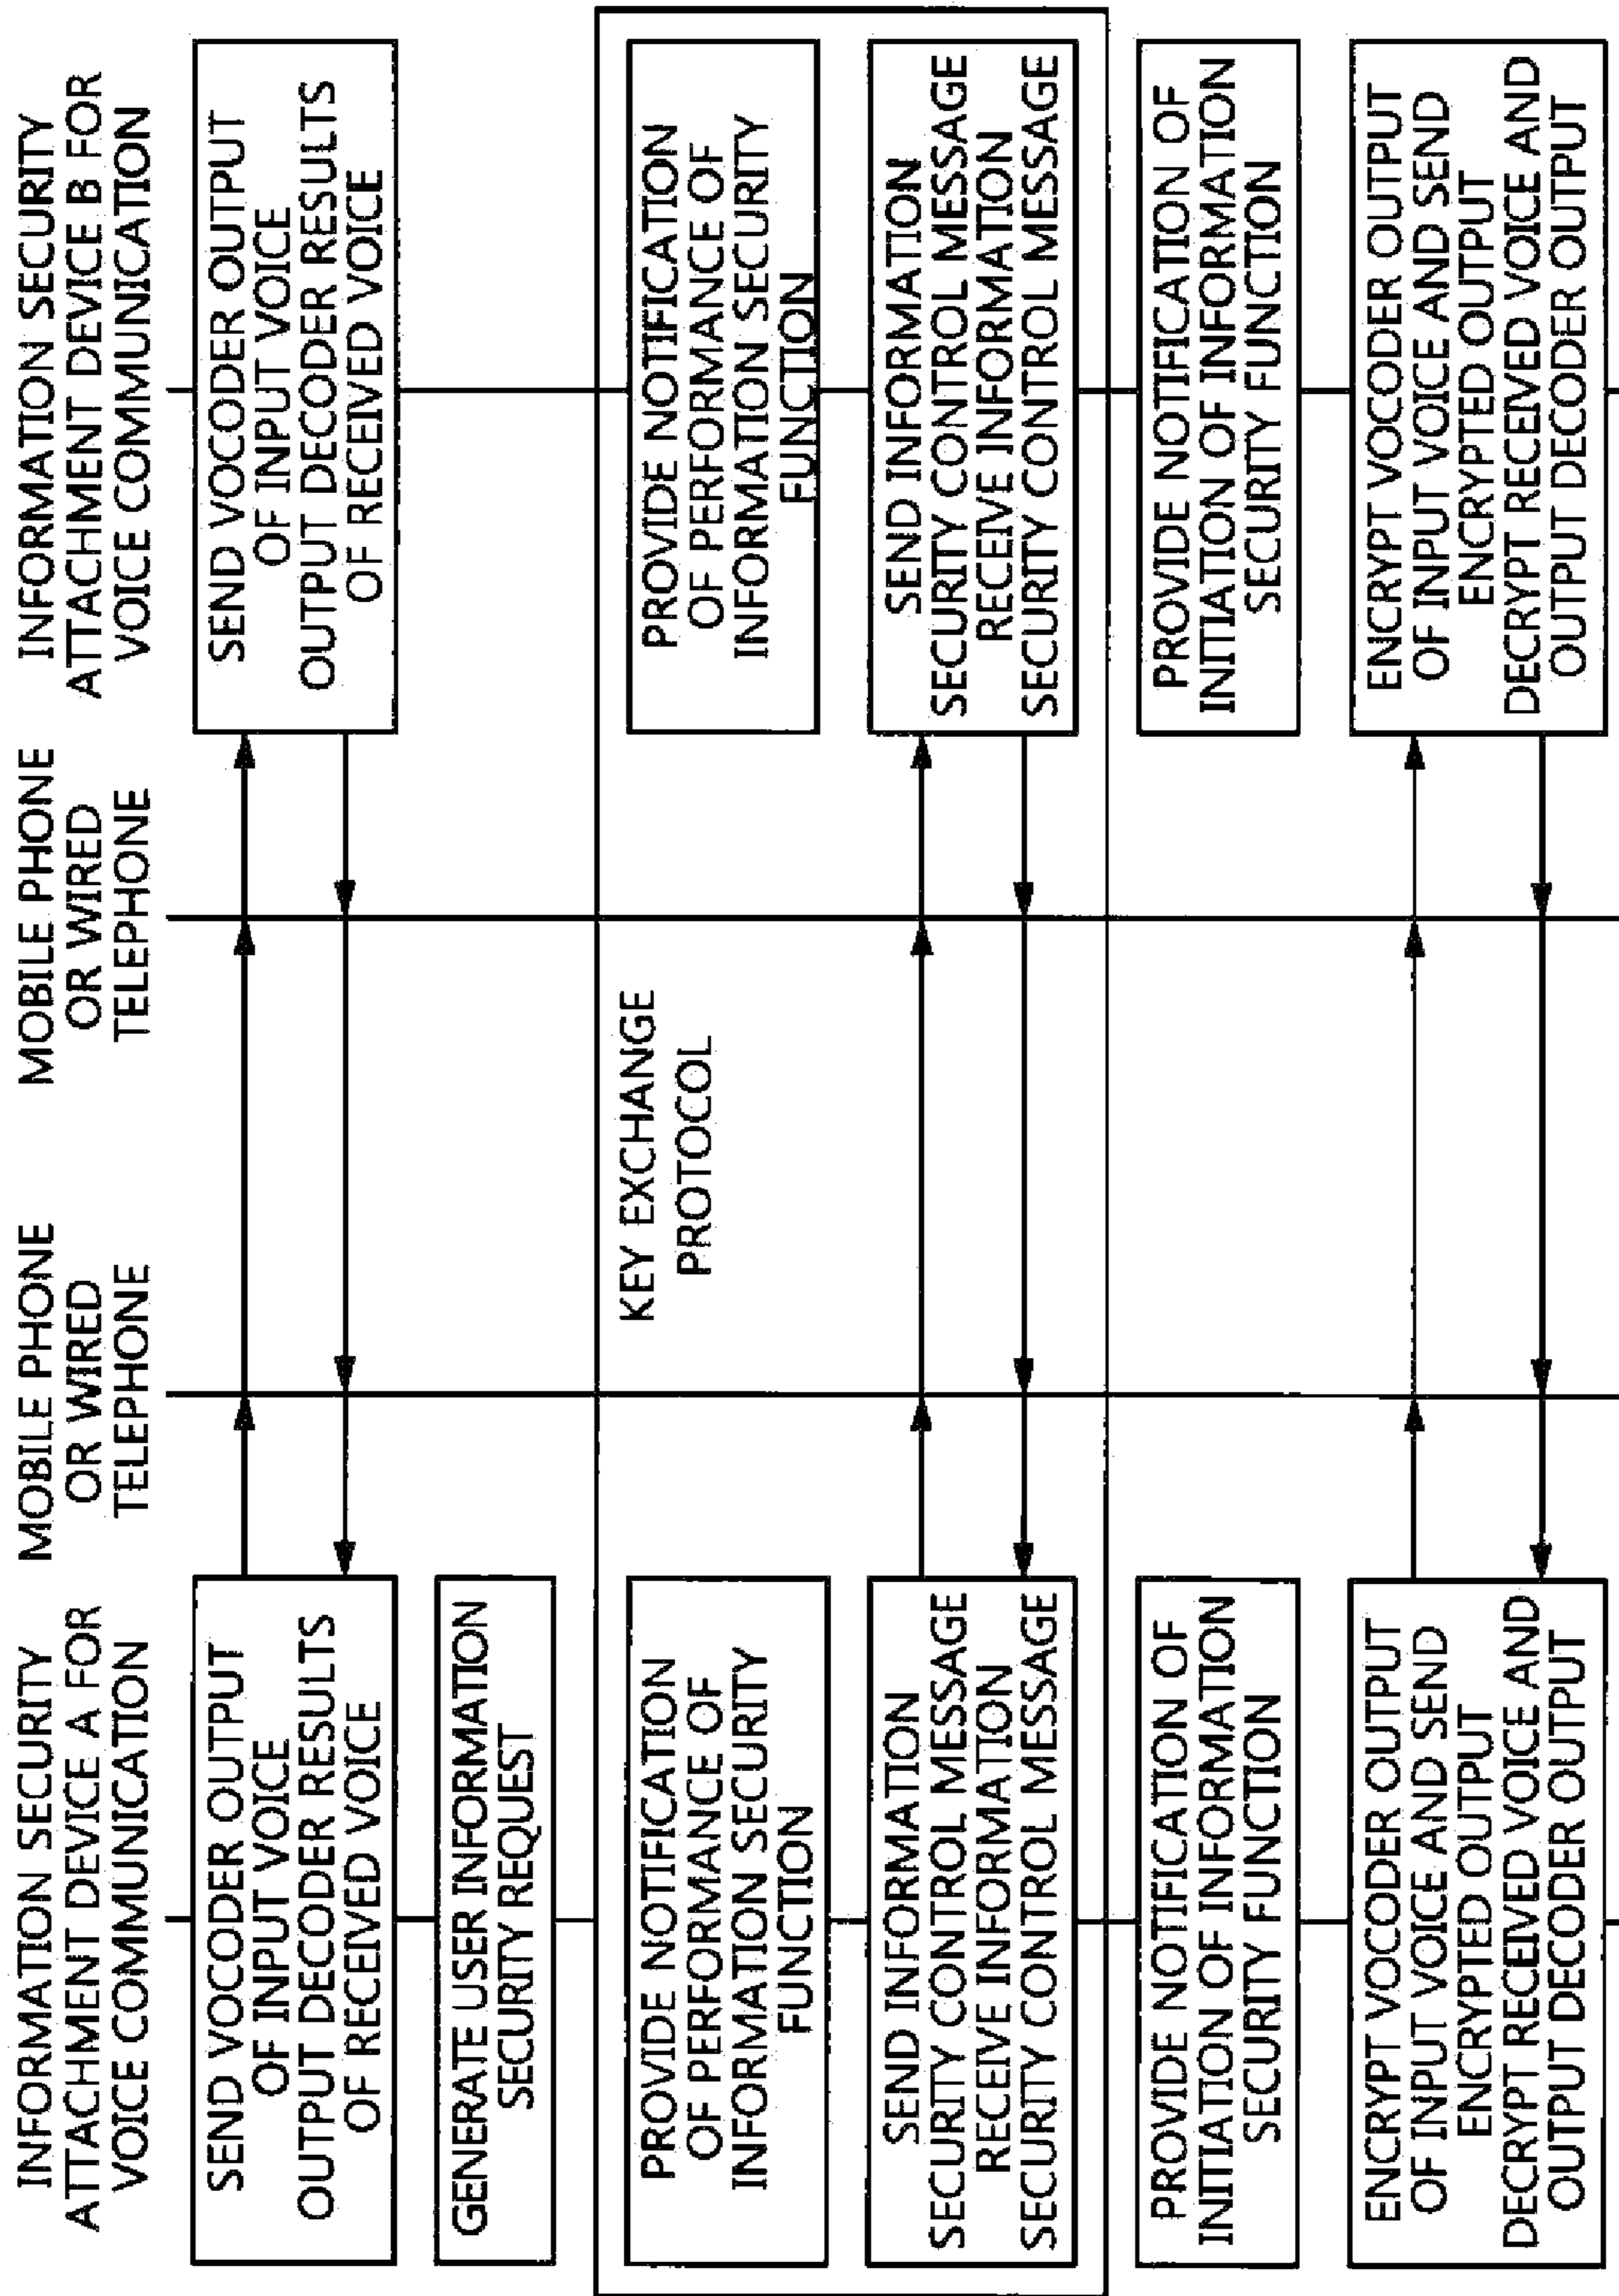 INFORMATION SECURITY
ATTACHMENT DEVICE A FOR
VOICE COMMUNICATION
MOBILE PHONE
OR WIRED
TELEPHONE
MOBILE PHONE
OR WIRED
TELEPHONE
INFORMATION SECURITY
ATTACHMENT DEVICE B FOR
VOICE COMMUNICATION
SEND VOCODER OUTPUT
OF INPUT VOICE
OUTPUT DECODER RESULTS
OF RECEIVED VOICE
SEND VOCODER OUTPUT
OF INPUT VOICE
OUTPUT DECODER RESULTS
OF RECEIVED VOICE
GENERATE USER INFORMATION
SECURITY REQUEST
KEY EXCHANGE
PROTOCOL
PROVIDE NOTIFICATION
OF PERFORMANCE OF
INFORMATION SECURITY
FUNCTION
PROVIDE NOTIFICATION
OF PERFORMANCE OF
INFORMATION SECURITY
FUNCTION
SEND INFORMATION
SECURITY CONTROL MESSAGE
RECEIVE INFORMATION
SECURITY CONTROL MESSAGE
SEND INFORMATION
SECURITY CONTROL MESSAGE
RECEIVE INFORMATION
SECURITY CONTROL MESSAGE
PROVIDE NOTIFICATION OF
INITIATION OF INFORMATION
SECURITY FUNCTION
PROVIDE NOTIFICATION OF
INITIATION OF INFORMATION
SECURITY FUNCTION
ENCRYPT VOCODER OUTPUT
OF INPUT VOICE AND SEND
ENCRYPTED OUTPUT
DECRYPT RECEIVED VOICE AND
OUTPUT DECODER OUTPUT
ENCRYPT VOCODER OUTPUT
OF INPUT VOICE AND SEND
ENCRYPTED OUTPUT
DECRYPT RECEIVED VOICE AND
OUTPUT DECODER OUTPUT